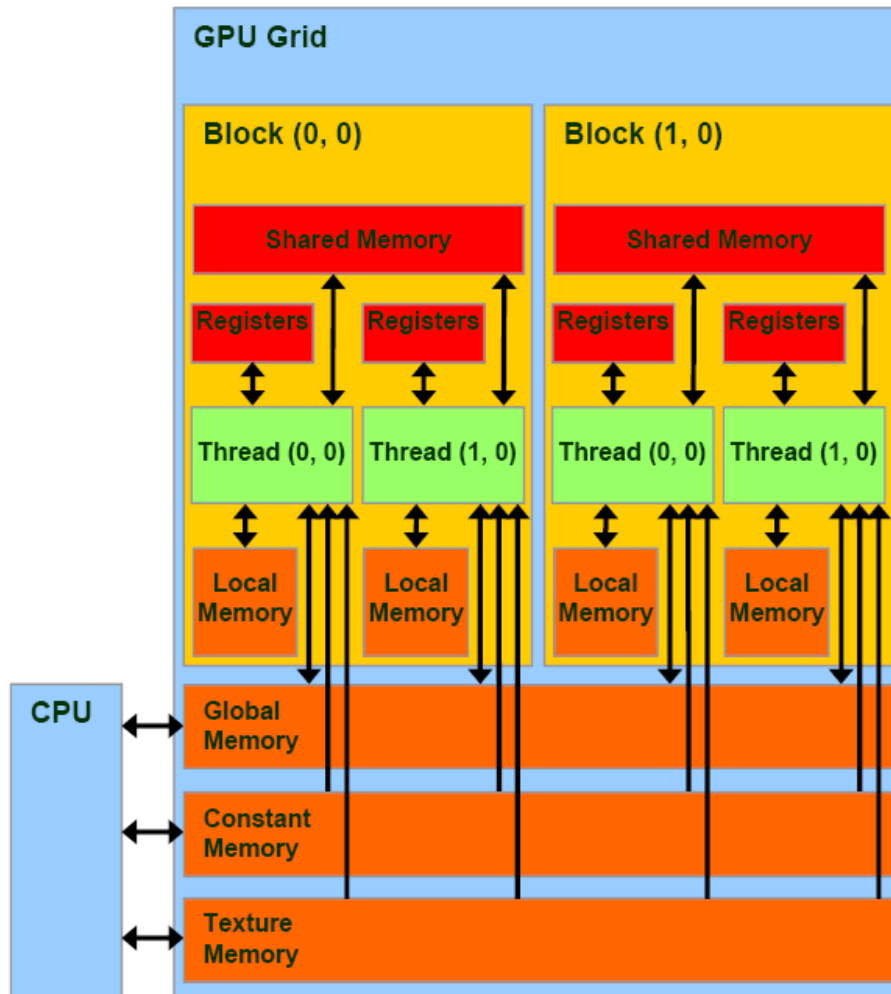 GPU Grid
Block (0, 0)
Block (1, 0)
Shared Memory
Shared Memory
Registers
Registers
Registers
Registers
Thread (0, 0)
Thread (1, 0)
Thread (0, 0)
Thread (1, 0)
Local
Memory
Local
Memory
Local
Memory
Local
Memory
CPU
Global
Memory
Constant
Memory
Texture
Memory